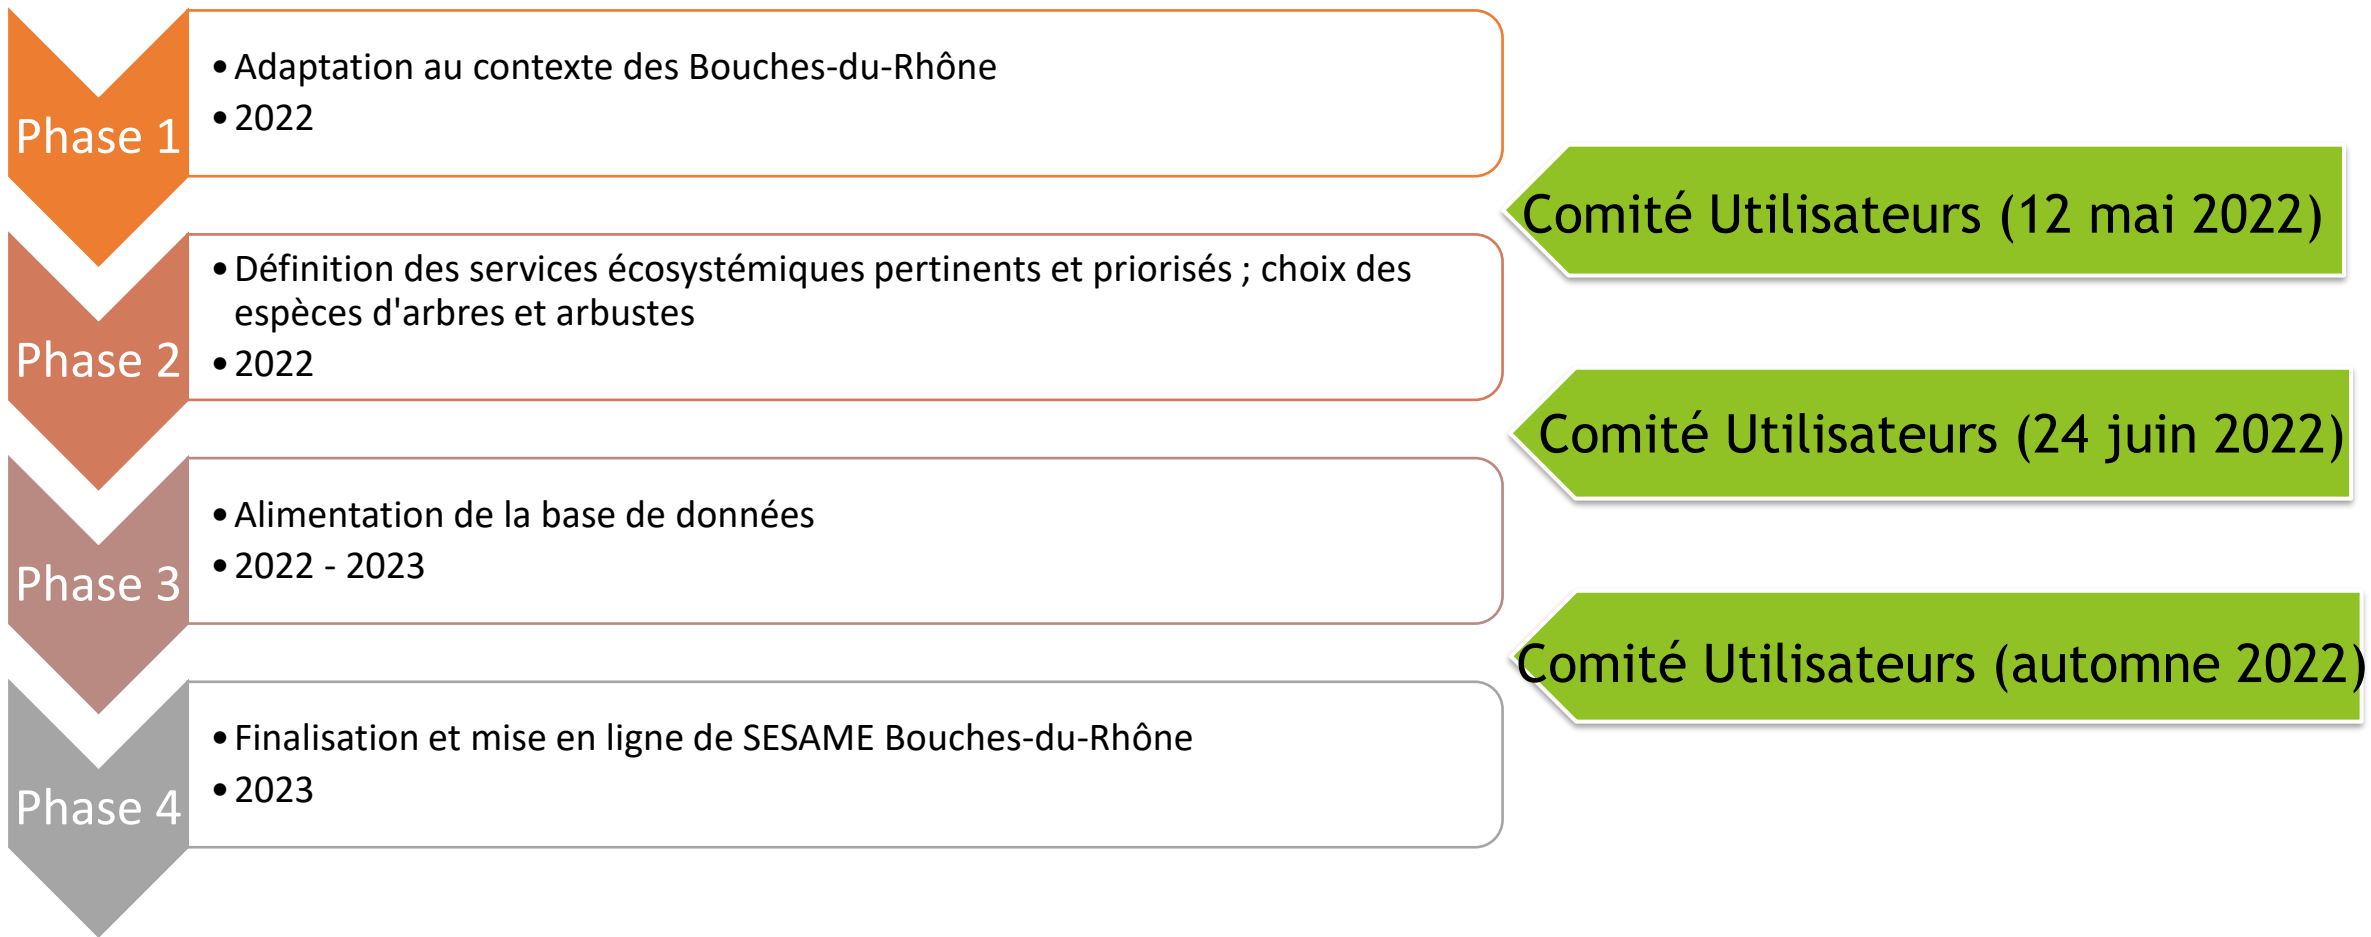 Phase 1
•Adaptation au contexte des Bouches-du-Rhône
•2022
Comité Utilisateurs (12 mai 2022)
Phase 2
•Définition des services écosystémiques pertinents et priorisés ; choix des
espèces d'arbres et arbustes
•2022
Comité Utilisateurs (24 juin 2022)
Phase 3
•Alimentation de la base de données
•2022 - 2023
Comité Utilisateurs (automne 2022)
Phase 4
•Finalisation et mise en ligne de SESAME Bouches-du-Rhône
•2023